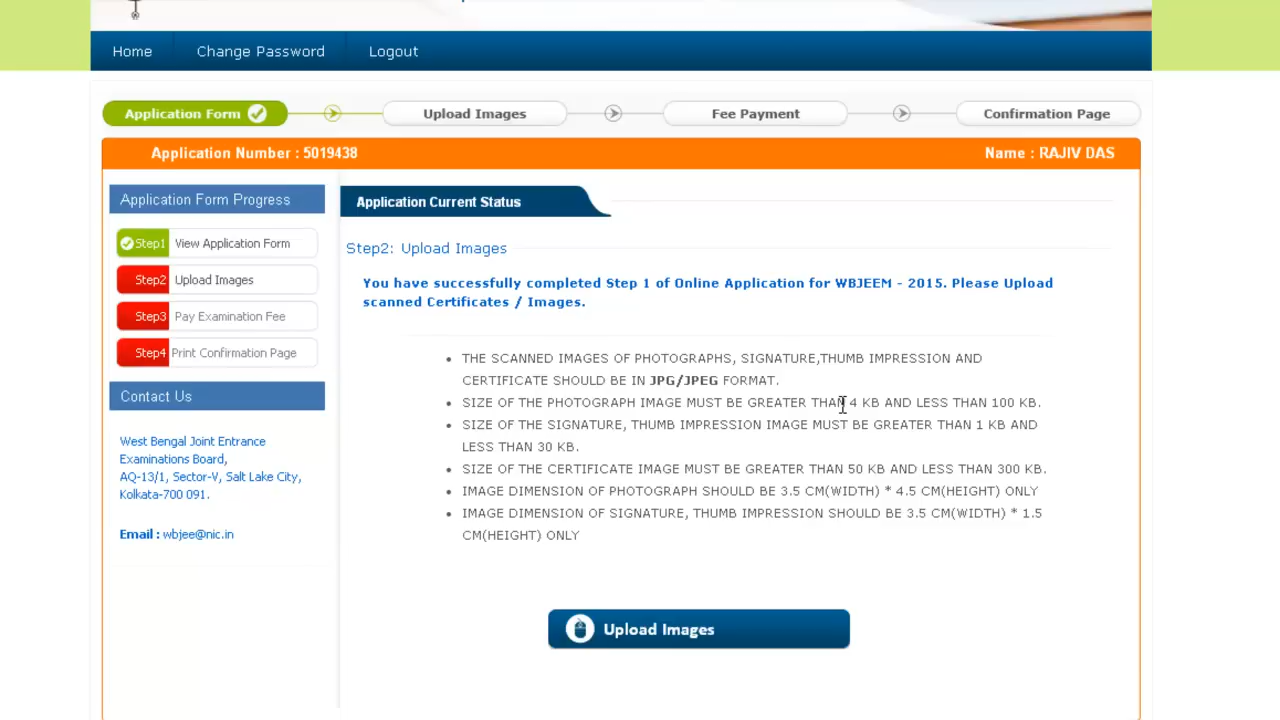 Home Change Password Logout
Application Form Upload Images Fee Payment Confirmation Page
Application Number : 5019438 Name : RAJIV DAS
Application Form Progress
Step1 View Application Form
Step2 Upload Images
Step3 Pay Examination Fee
Step4 Print Confirmation Page
Contact Us
West Bengal Joint Entrance
Examinations Board,
AQ-13/1, Sector-V, Salt Lake City,
Kolkata-700 091.
Email : wbjee@nic.in
Application Current Status
Step2: Upload Images
You have successfully completed Step 1 of Online Application for WBJEEM - 2015. Please Upload
scanned Certificates / Images.
• THE SCANNED IMAGES OF PHOTOGRAPHS, SIGNATURE,THUMB IMPRESSION AND
CERTIFICATE SHOULD BE IN JPG/JPEG FORMAT.
• SIZE OF THE PHOTOGRAPH IMAGE MUST BE GREATER THAN 4 KB AND LESS THAN 100 KB.
• SIZE OF THE SIGNATURE, THUMB IMPRESSION IMAGE MUST BE GREATER THAN 1 KB AND
LESS THAN 30 KB.
• SIZE OF THE CERTIFICATE IMAGE MUST BE GREATER THAN 50 KB AND LESS THAN 300 KB.
• IMAGE DIMENSION OF PHOTOGRAPH SHOULD BE 3.5 CM(WIDTH) * 4.5 CM(HEIGHT) ONLY
• IMAGE DIMENSION OF SIGNATURE, THUMB IMPRESSION SHOULD BE 3.5 CM(WIDTH) * 1.5
CM(HEIGHT) ONLY
Upload Images